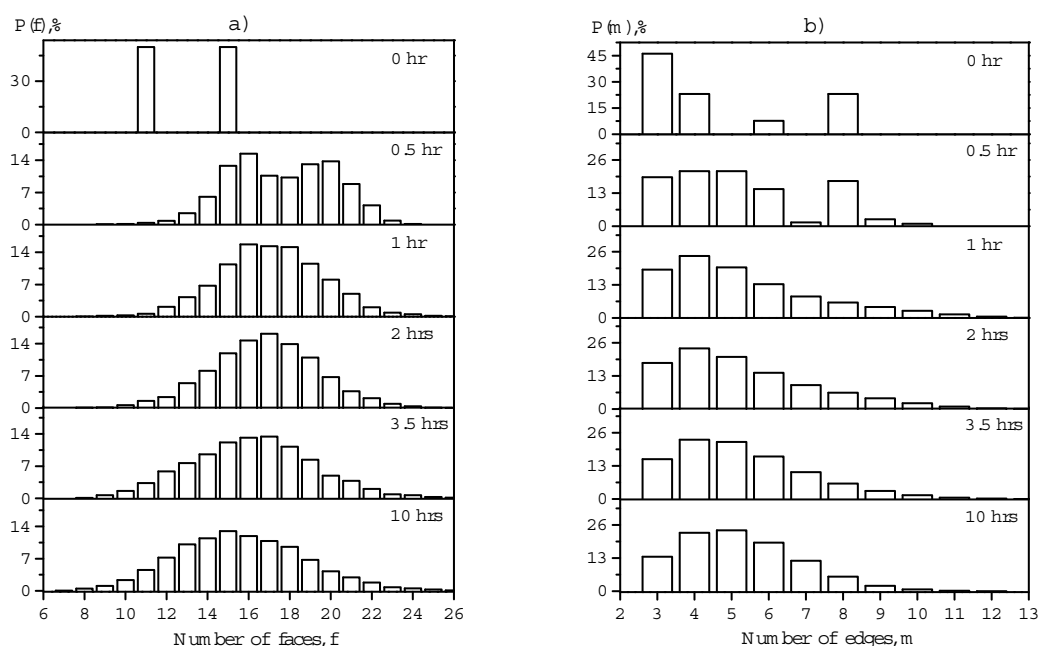 P(f),% a)
0 hr
30
0
0.5 hr
14
7
0
1 hr
14
7
0
2 hrs
14
7
0
3.5 hrs
14
7
0
10 hrs
14
7
0
6 8 10 12 14 16 18 20 22 24 26
Number of faces, f
P(m),% b)
0 hr
45
30
15
0
0.5 hr
26
13
0
1 hr
26
13
0
2 hrs
26
13
0
3.5 hrs
26
13
0
10 hrs
26
13
0
2 3 4 5 6 7 8 9 10 11 12 13
Number of edges, m